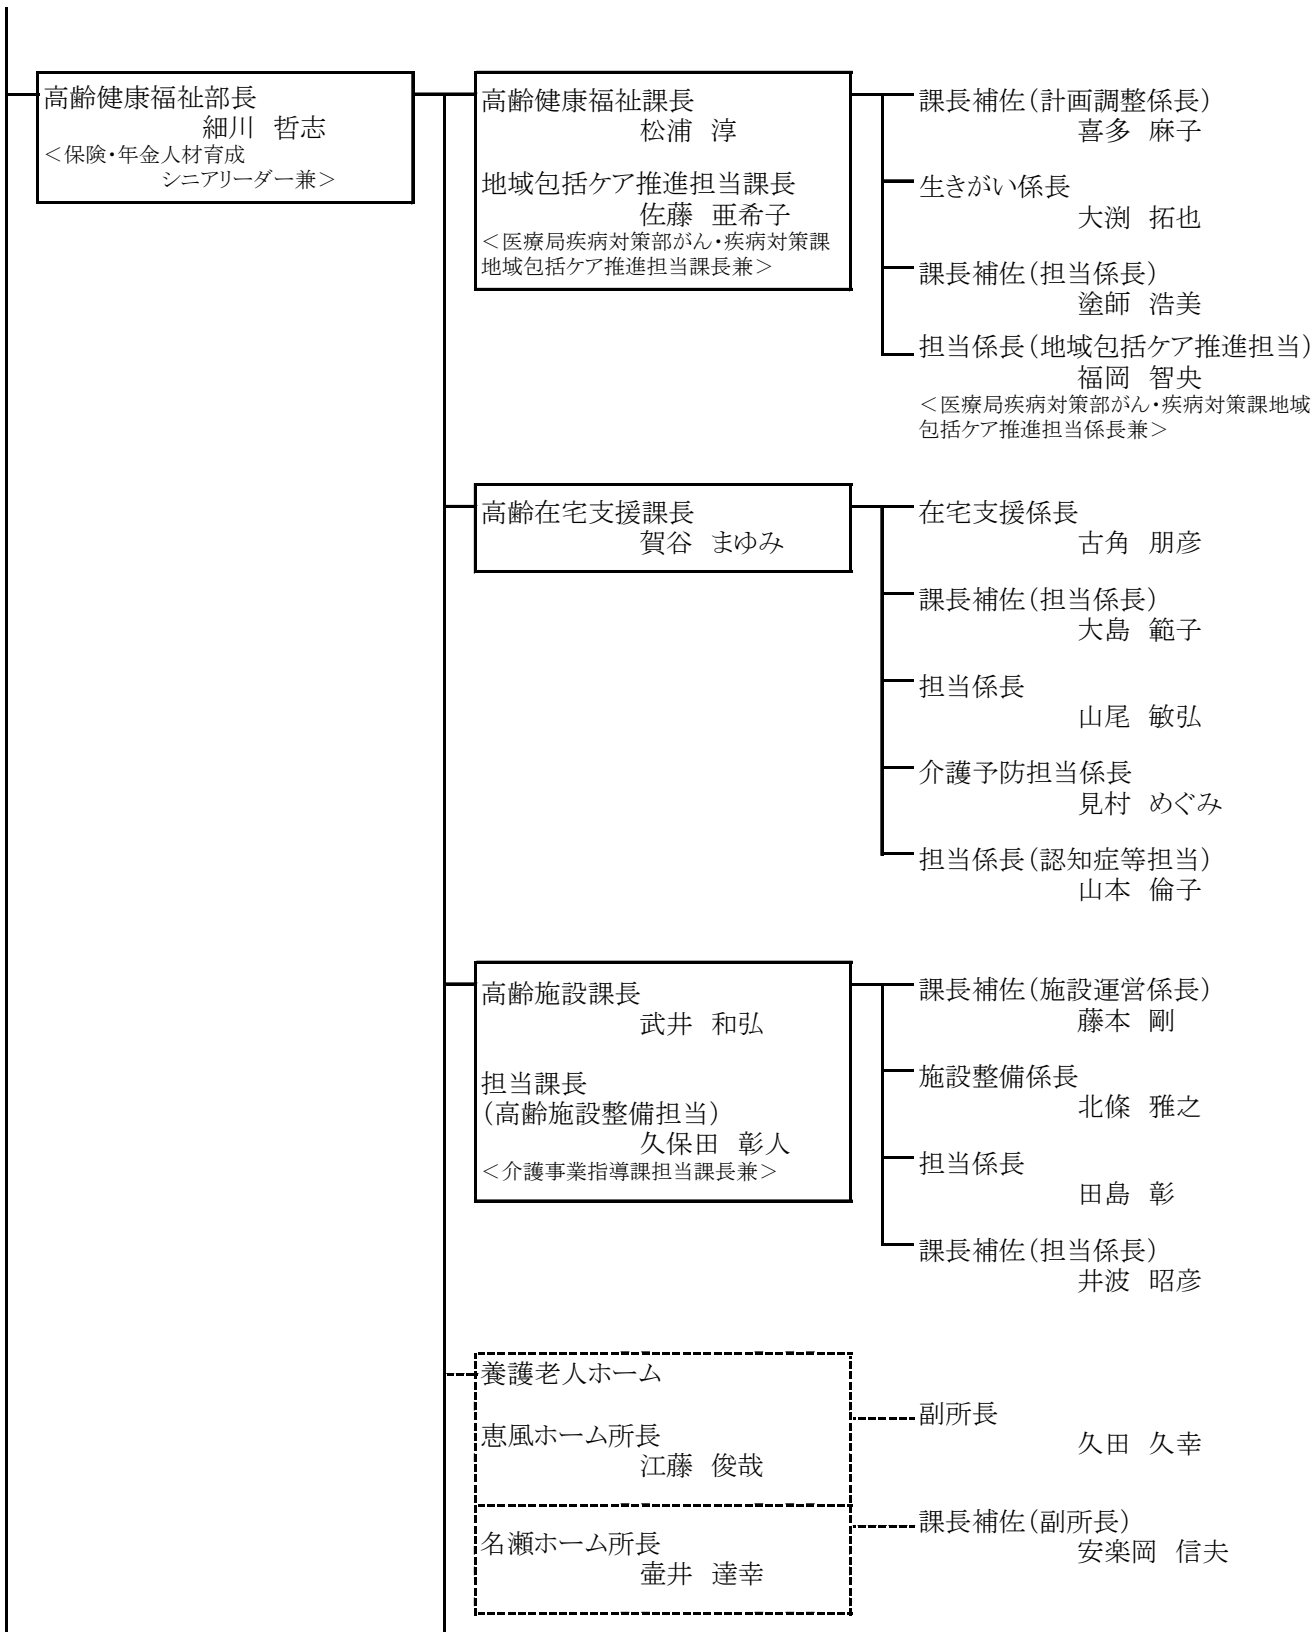 高齢健康福祉部長
細川 哲志
＜保険・年金人材育成
シニアリーダー兼＞
高齢健康福祉課長
松浦 淳
地域包括ケア推進担当課長
佐藤 亜希子
＜医療局疾病対策部がん・疾病対策課
地域包括ケア推進担当課長兼＞
課長補佐（計画調整係長）
喜多 麻子
生きがい係長
大渕 拓也
課長補佐（担当係長）
塗師 浩美
担当係長（地域包括ケア推進担当）
福岡 智央
＜医療局疾病対策部がん・疾病対策課地域
包括ケア推進担当係長兼＞
高齢在宅支援課長
賀谷 まゆみ
在宅支援係長
古角 朋彦
課長補佐（担当係長）
大島 範子
担当係長
山尾 敏弘
介護予防担当係長
見村 めぐみ
担当係長（認知症等担当）
山本 倫子
高齢施設課長
武井 和弘
担当課長
（高齢施設整備担当）
久保田 彰人
＜介護事業指導課担当課長兼＞
課長補佐（施設運営係長）
藤本 剛
施設整備係長
北條 雅之
担当係長
田島 彰
課長補佐（担当係長）
井波 昭彦
養護老人ホーム
恵風ホーム所長
江藤 俊哉
副所長
久田 久幸
名瀬ホーム所長
壷井 達幸
課長補佐（副所長）
安楽岡 信夫